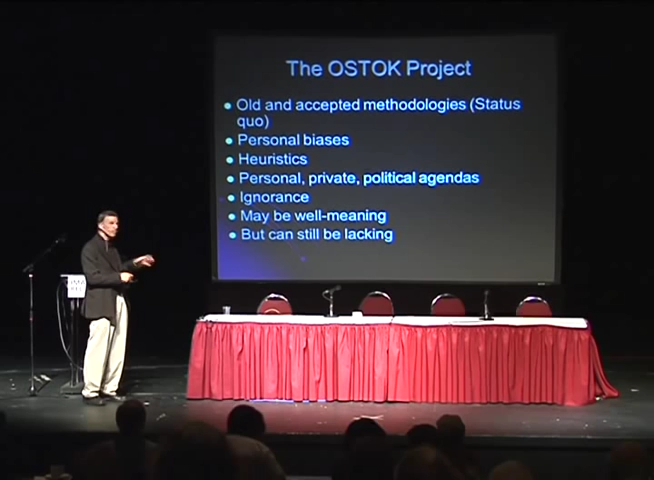 The OSTOK Project
Old and accepted methodologies (Status
quo)
Personal biases
Heuristics
Personal, private, political agendas
Ignorance
May be well-meaning
But can still be lacking